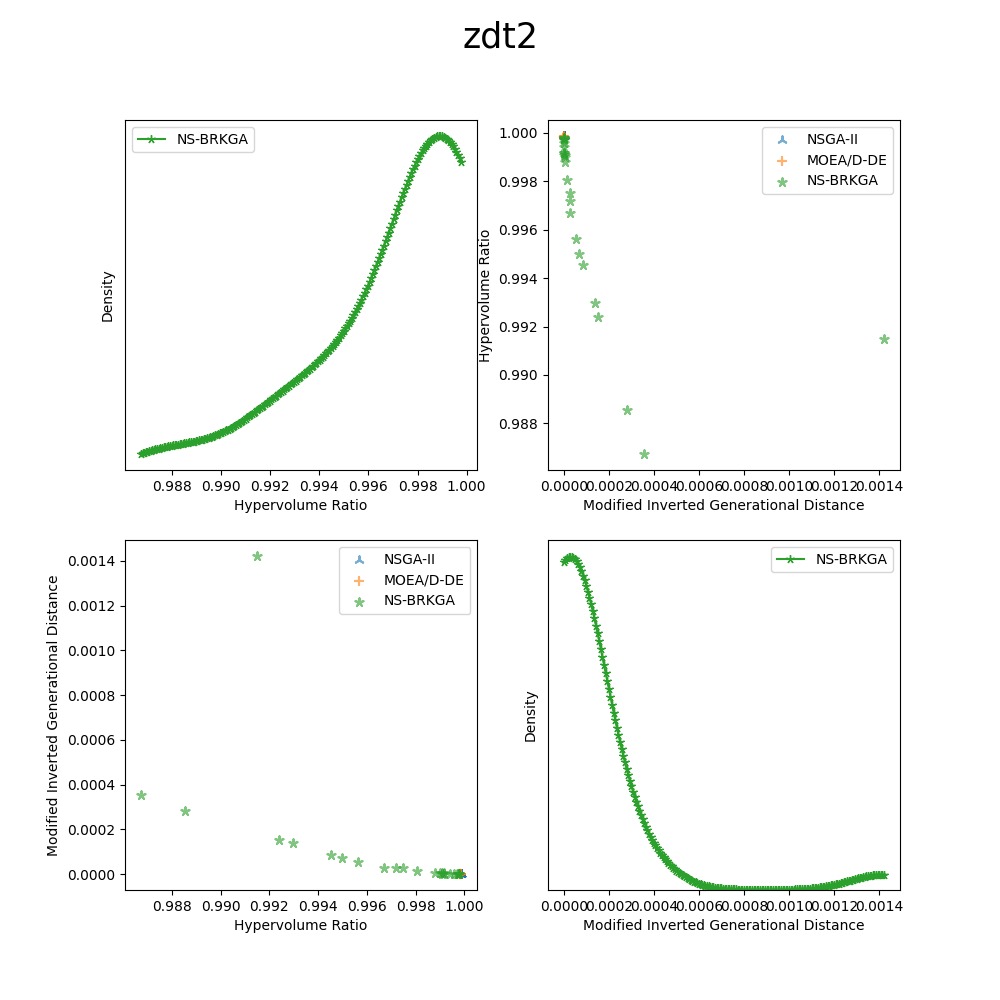 zdt2
NS-BRKGA
Density
0.988 0.990 0.992 0.994 0.996 0.998 1.000
Hypervolume Ratio
NSGA-II
MOEA/D-DE
NS-BRKGA
Hypervolume Ratio
1.000
0.998
0.996
0.994
0.992
0.990
0.988
0.0000 0.0002 0.0004 0.0006 0.0008 0.0010 0.0012 0.0014
Modified Inverted Generational Distance
NSGA-II
MOEA/D-DE
NS-BRKGA
Modified Inverted Generational Distance
0.0014
0.0012
0.0010
0.0008
0.0006
0.0004
0.0002
0.0000
0.988 0.990 0.992 0.994 0.996 0.998 1.000
Hypervolume Ratio
NS-BRKGA
Density
0.0000 0.0002 0.0004 0.0006 0.0008 0.0010 0.0012 0.0014
Modified Inverted Generational Distance